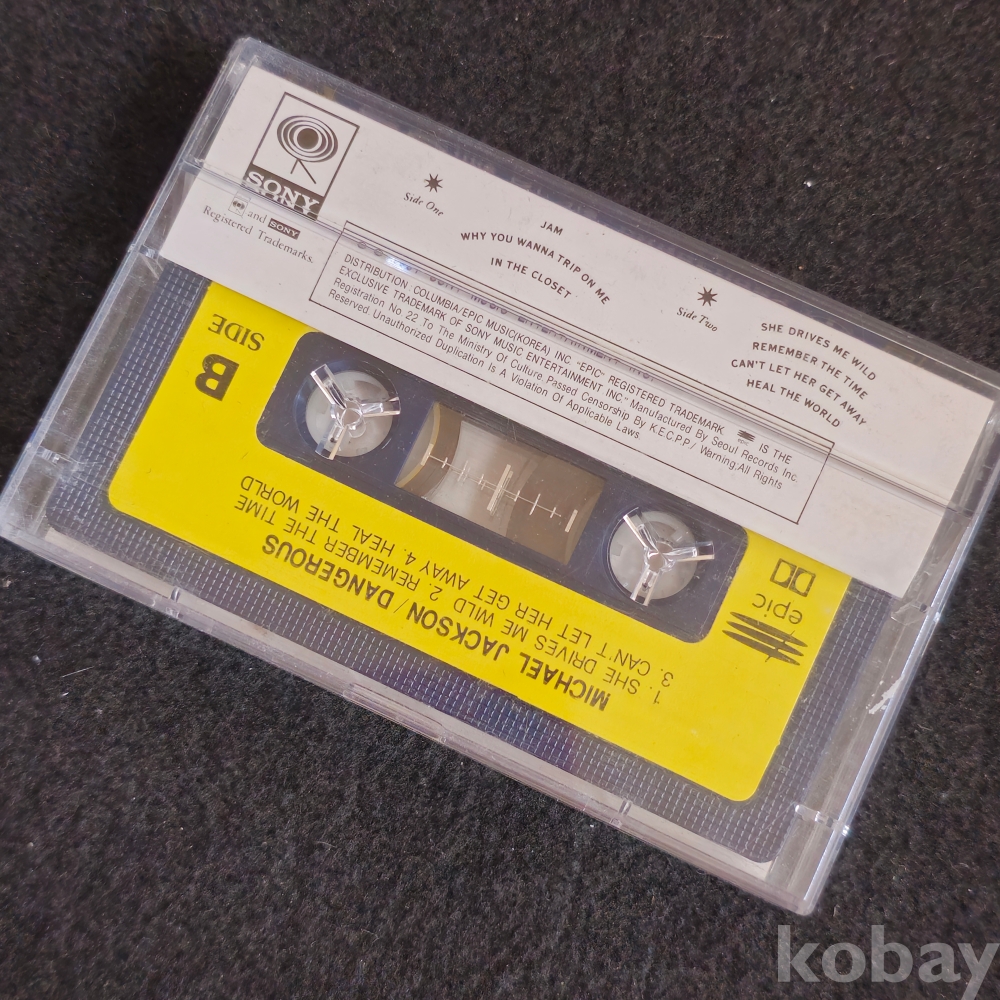 SONY
and SONY
Registered Trademarks.
Side One
JAM
WHY YOU WANNA TRIP ON ME
IN THE CLOSET
Side Two
SHE DRIVES ME WILD
REMEMBER THE TIME
CAN'T LET HER GET AWAY
HEAL THE WORLD
DISTRIBUTION COLUMBIA/EPIC MUSIC(KOREA) INC. "EPIC" REGISTERED TRADEMARK epic IS THE
EXCLUSIVE TRADEMARK OF SONY MUSIC ENTERTAINMENT INC" Manufactured By Seoul Records Inc.
Registration No. 22 To The Ministry Of Culture. Passed Censorship By K.E.C.P.P./ Warning,All Rights
Reserved. Unauthorized Duplication Is A Violation Of Applicable Laws.
SIDE
B
epic
MICHAEL JACKSON/DANGEROUS
1. SHE DRIVES ME WILD 2. REMEMBER THE TIME
3. CAN'T LET HER GET AWAY 4. HEAL THE WORLD
kobay